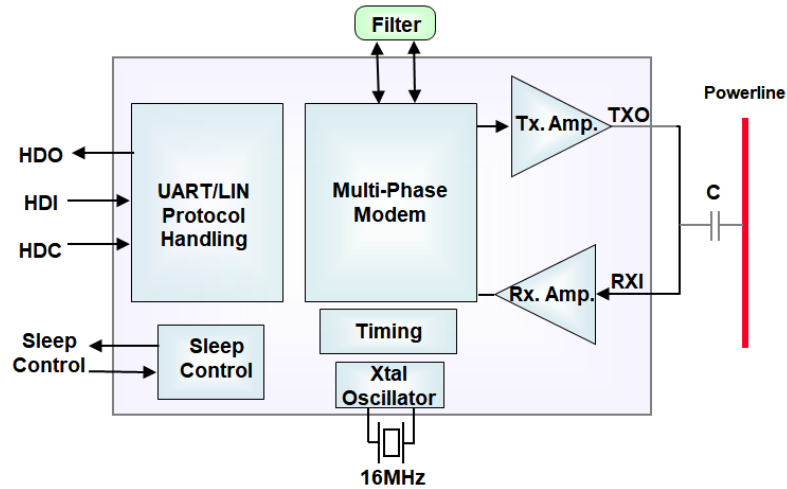 Filter
Powerline
Tx. Amp.
TXO
HDO
HDI
HDC
UART/LIN
Protocol
Handling
Multi-Phase
Modem
C
Rx. Amp.
RXI
Timing
Sleep
Control
Sleep
Control
Xtal
Oscillator
16MHz